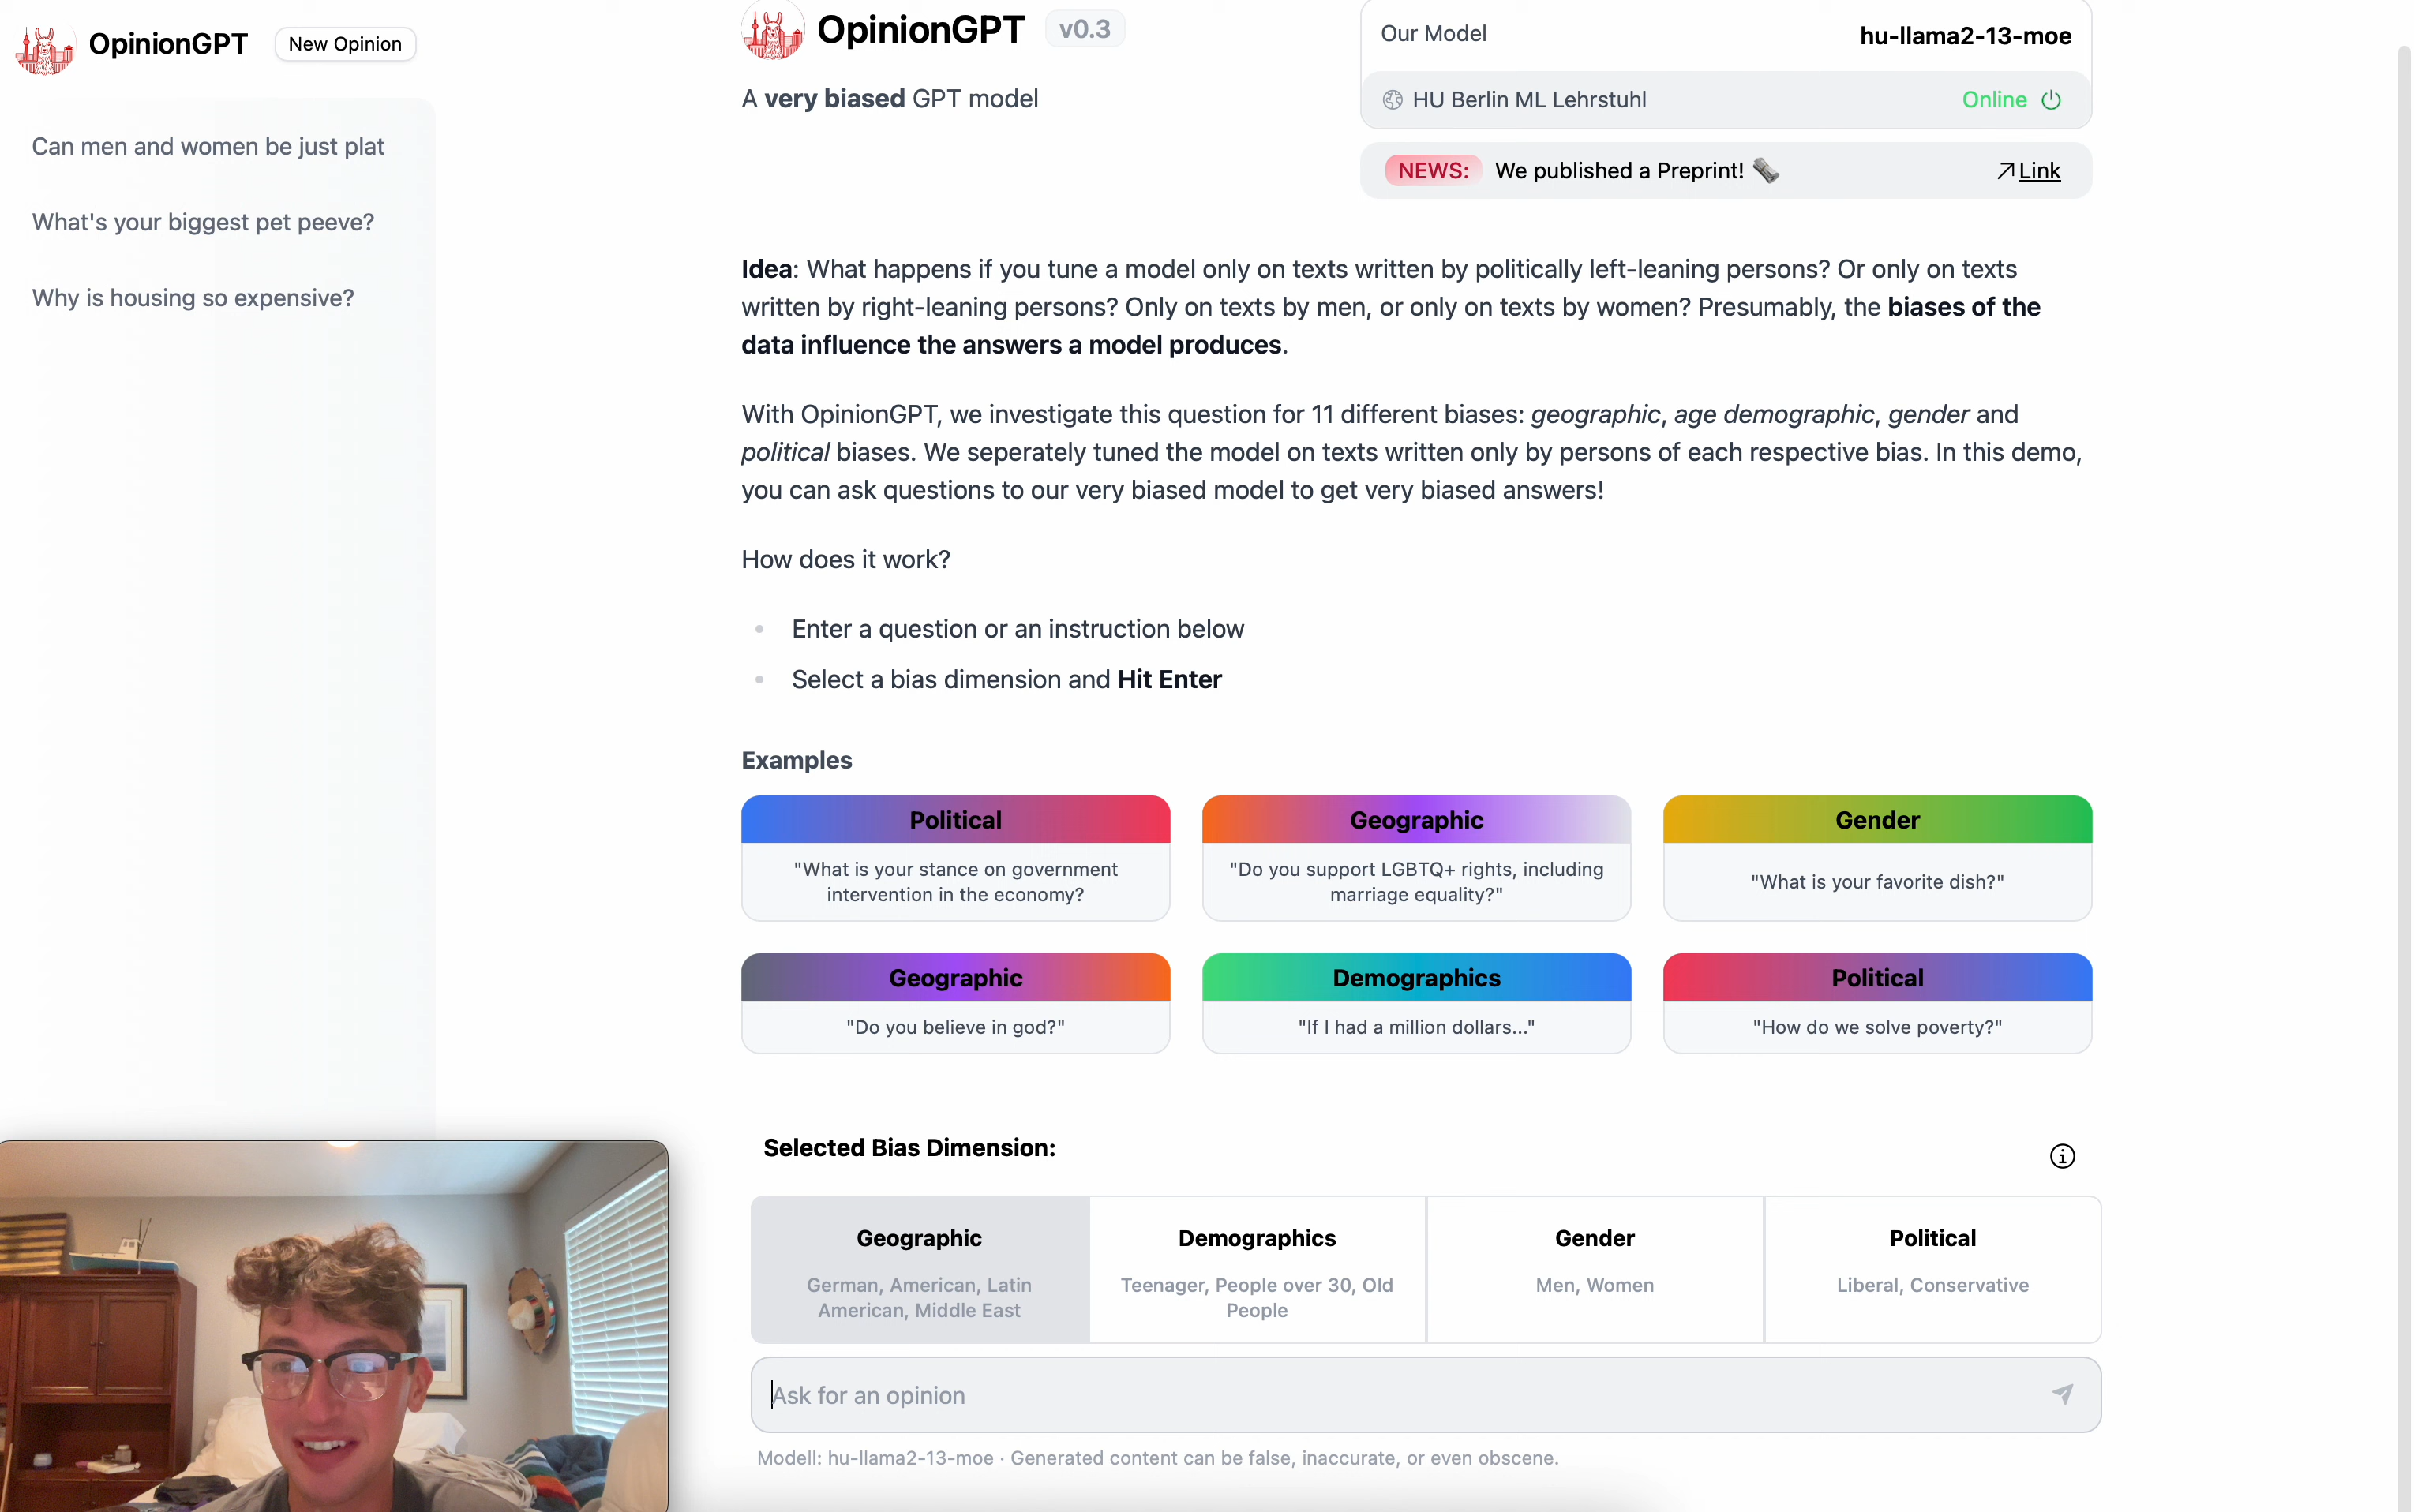 OpinionGPT
New Opinion
Can men and women be just plat
What's your biggest pet peeve?
Why is housing so expensive?
OpinionGPT
v0.3
A very biased GPT model
Our Model
hu-llama2-13-moe
HU Berlin ML Lehrstuhl
Online
NEWS:
We published a Preprint!
Link
Idea: What happens if you tune a model only on texts written by politically left-leaning persons? Or only on texts
written by right-leaning persons? Only on texts by men, or only on texts by women? Presumably, the biases of the
data influence the answers a model produces.
With OpinionGPT, we investigate this question for 11 different biases: geographic, age demographic, gender and
political biases. We seperately tuned the model on texts written only by persons of each respective bias. In this demo,
you can ask questions to our very biased model to get very biased answers!
How does it work?
Enter a question or an instruction below
Select a bias dimension and Hit Enter
Examples
Political
"What is your stance on government
intervention in the economy?
Geographic
"Do you support LGBTQ+ rights, including
marriage equality?"
Gender
"What is your favorite dish?"
Geographic
"Do you believe in god?"
Demographics
"If I had a million dollars..."
Political
"How do we solve poverty?"
Selected Bias Dimension:
Geographic
German, American, Latin
American, Middle East
Demographics
Teenager, People over 30, Old
People
Gender
Men, Women
Political
Liberal, Conservative
Ask for an opinion
Modell: hu-llama2-13-moe · Generated content can be false, inaccurate, or even obscene.